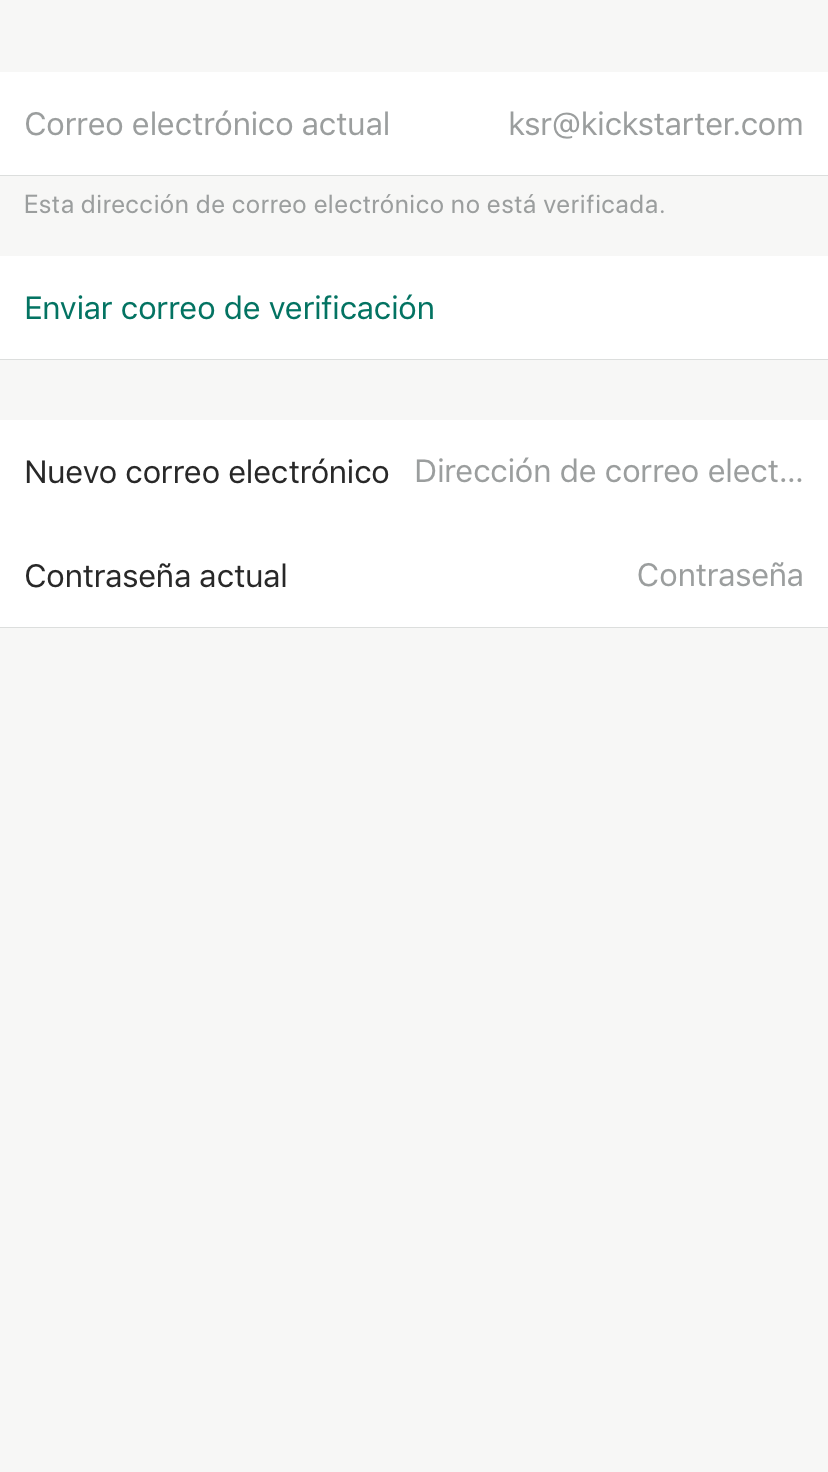 Correo electrónico actual ksr@kickstarter.com
Esta dirección de correo electrónico no está verificada.
Enviar correo de verificación
Nuevo correo electrónico Dirección de correo elect...
Contraseña actual Contraseña